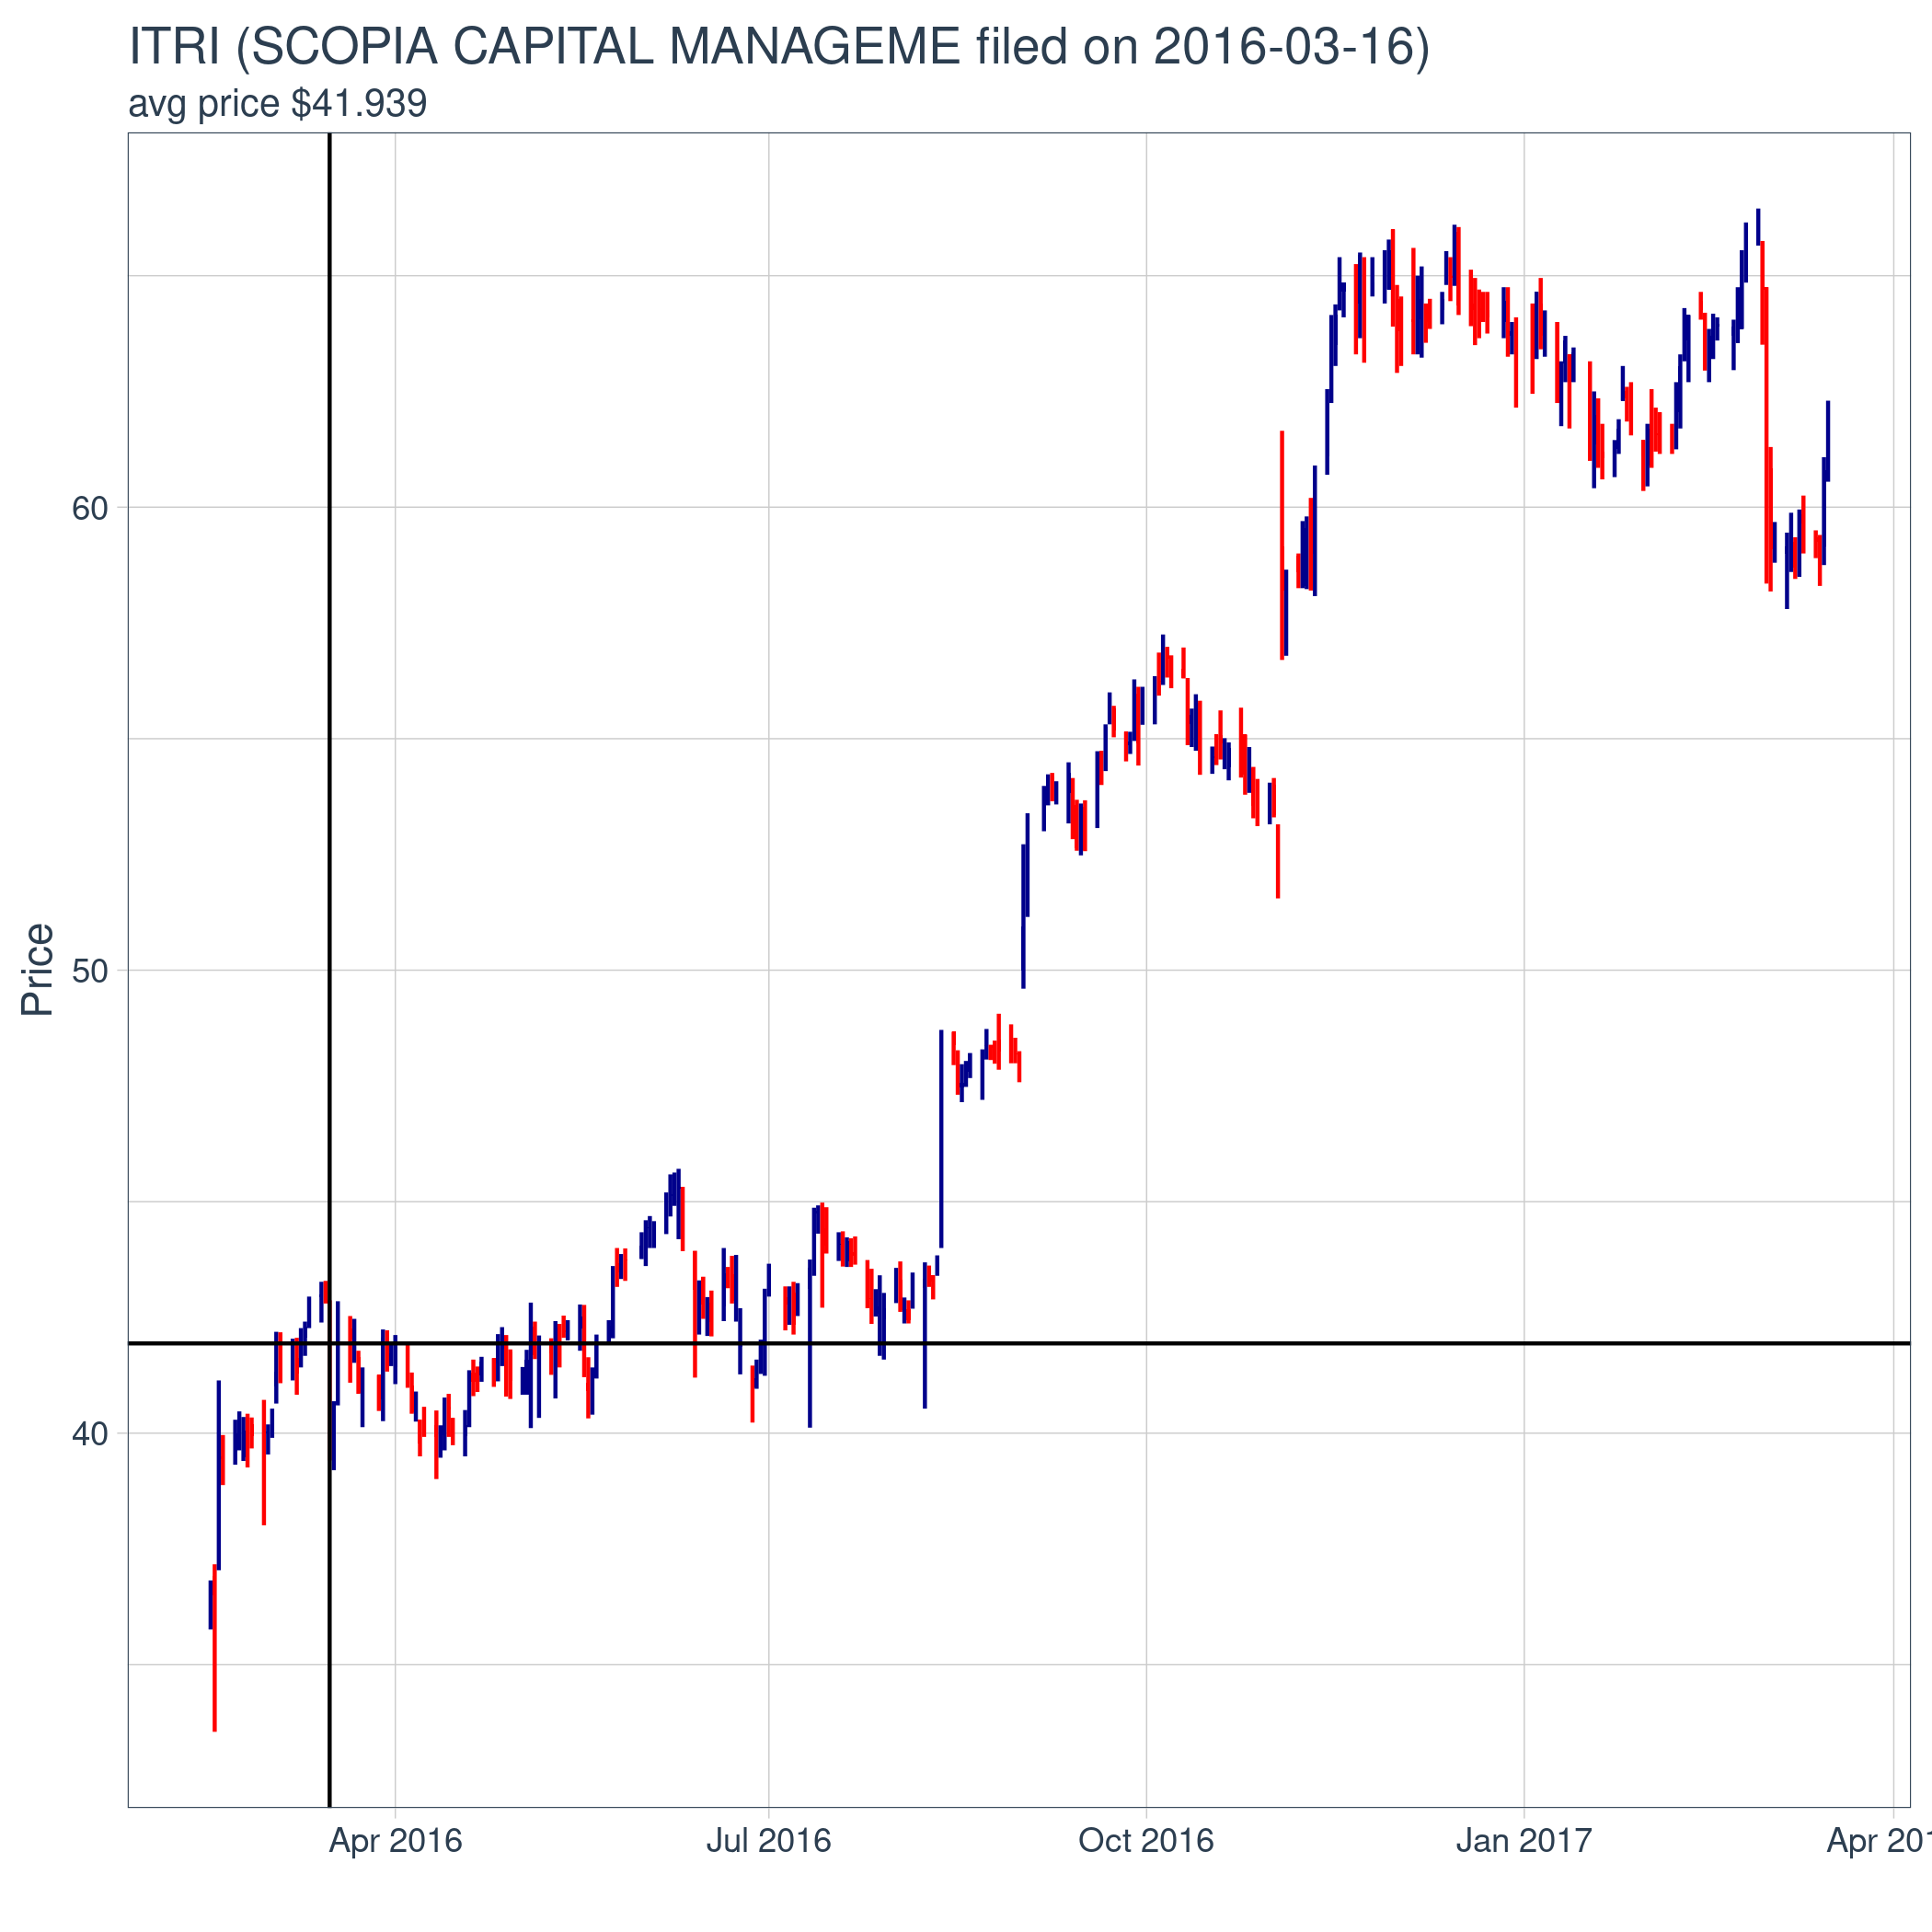 ITRI (SCOPIA CAPITAL MANAGEME filed on 2016-03-16)
avg price $41.939
Price
60
50
40
Apr 2016
Jul 2016
Oct 2016
Jan 2017
Apr 201